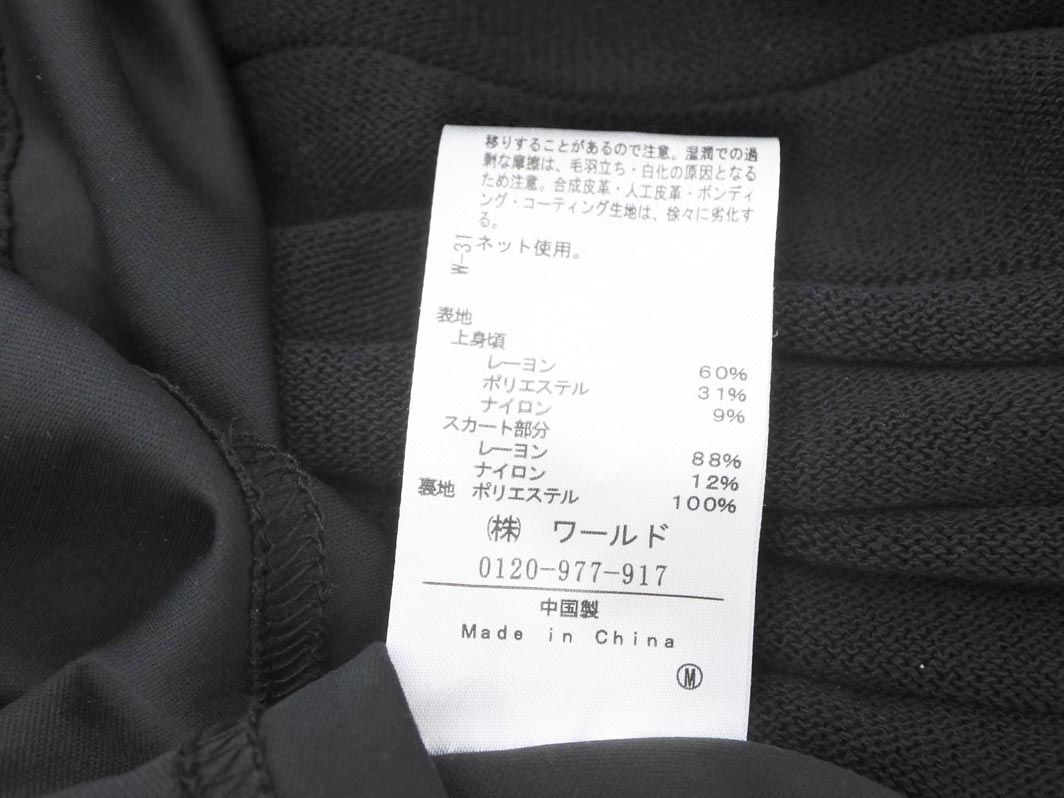 移りすることがあるので注意。湿潤での過
剰な摩擦は、毛羽立ち・白化の原因となる
ため注意。合成皮革・人工皮革・ボンディ
ング・コーティング生地は、徐々に劣化す
る。
W-31
ネット使用。
表地
上身頃
レーヨン 60%
ポリエステル 31%
ナイロン 9%
スカート部分
レーヨン 88%
ナイロン 12%
裏地 ポリエステル 100%
㈱ ワールド
0120-977-917
中国製
Made in China
Ⓜ